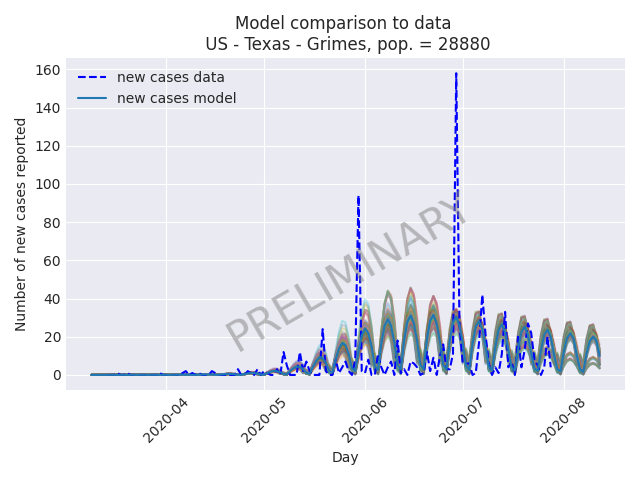 Model comparison to data
US - Texas - Grimes, pop. = 28880
160
140
120
100
80
60
40
20
0
Number of new cases reported
new cases data
new cases model
PRELIMINARY
2020-04
2020-05
2020-06
2020-07
2020-08
Day